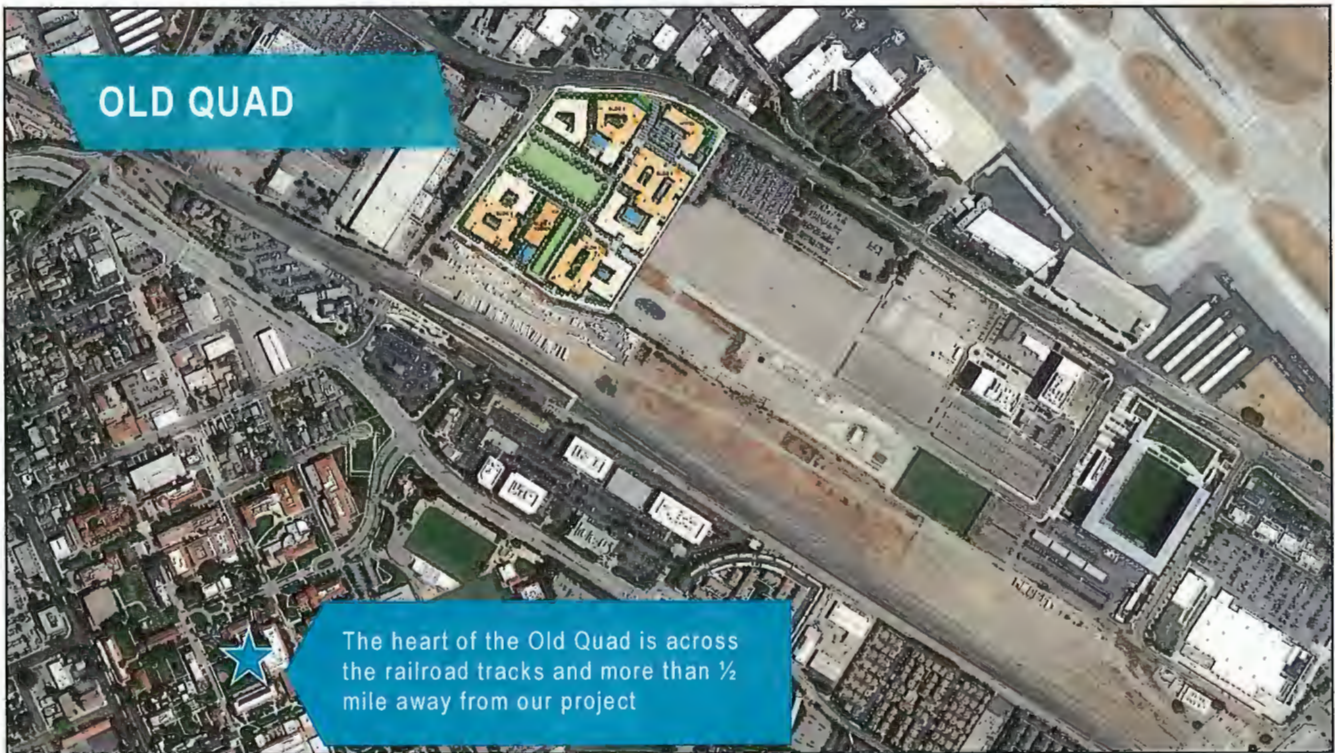 OLD QUAD
The heart of the Old Quad is across
the railroad tracks and more than ½
mile away from our project